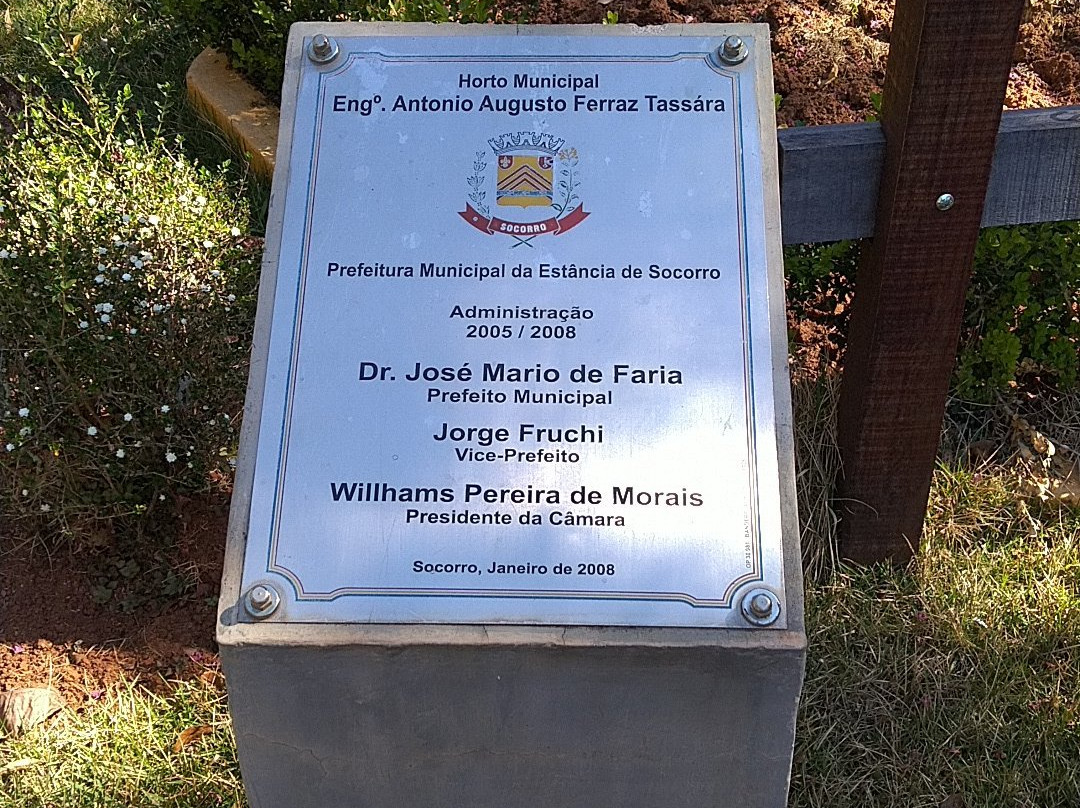 Horto Municipal
Engº. Antonio Augusto Ferraz Tassára
SOCORRO
Prefeitura Municipal da Estância de Socorro
Administração
2005 / 2008
Dr. José Mario de Faria
Prefeito Municipal
Jorge Fruchi
Vice-Prefeito
Willhams Pereira de Morais
Presidente da Câmara
Socorro, Janeiro de 2008